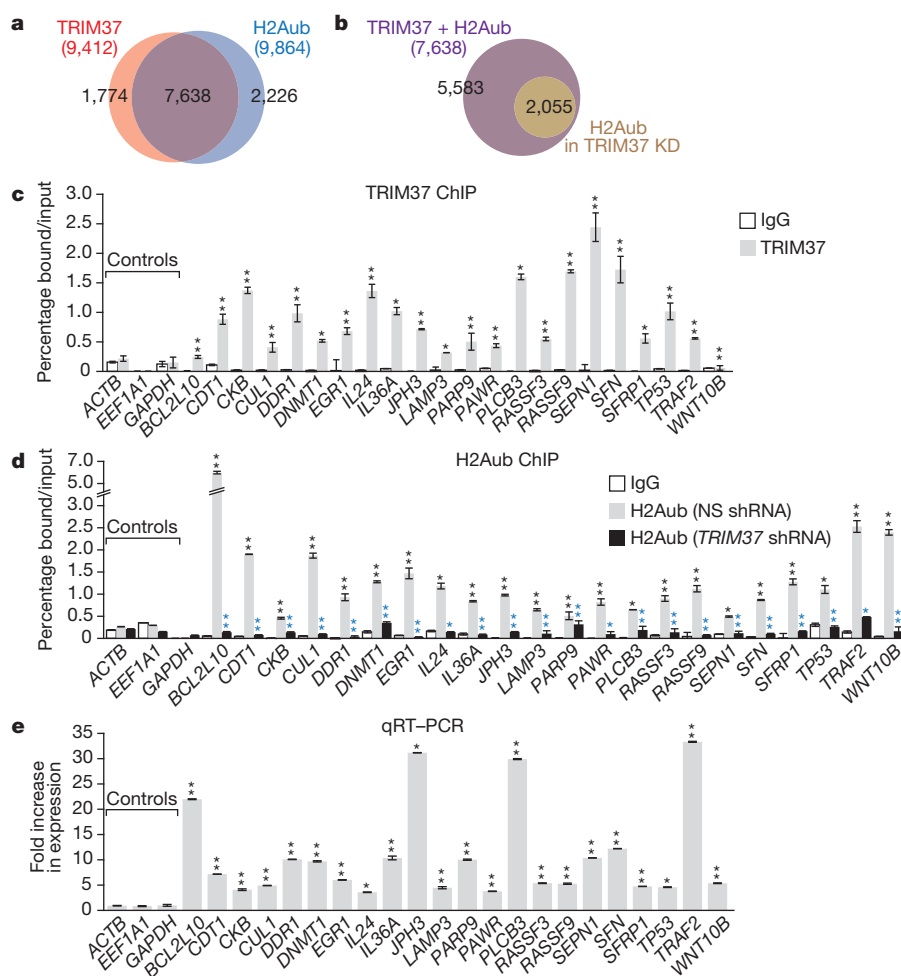 a
TRIM37
(9,412)
H2Aub
(9,864)
1,774
7,638
2,226
b
TRIM37 + H2Aub
(7,638)
5,583
2,055
H2Aub
in TRIM37 KD
c
TRIM37 ChIP
Percentage bound/input
3.0
2.5
2.0
1.5
1.0
0.5
0
Controls
IgG
TRIM37
ACTB
EEF1A1
GAPDH
BCL2L10
CDT1
CKB
CUL1
DDR1
DNMT1
EGR1
IL24
IL36A
JPH3
LAMP3
PARP9
PAWR
PLCB3
RASSF3
RASSF9
SEPN1
SFN
SFRP1
TP53
TRAF2
WNT10B
d
H2Aub ChIP
Percentage bound/input
7.0
5.0
3.0
2.5
2.0
1.5
1.0
0.5
0
Controls
IgG
H2Aub (NS shRNA)
H2Aub (TRIM37 shRNA)
ACTB
EEF1A1
GAPDH
BCL2L10
CDT1
CKB
CUL1
DDR1
DNMT1
EGR1
IL24
IL36A
JPH3
LAMP3
PARP9
PAWR
PLCB3
RASSF3
RASSF9
SEPN1
SFN
SFRP1
TP53
TRAF2
WNT10B
e
qRT–PCR
Fold increase
in expression
35
30
25
20
15
10
5
0
Controls
ACTB
EEF1A1
GAPDH
BCL2L10
CDT1
CKB
CUL1
DDR1
DNMT1
EGR1
IL24
IL36A
JPH3
LAMP3
PARP9
PAWR
PLCB3
RASSF3
RASSF9
SEPN1
SFN
SFRP1
TP53
TRAF2
WNT10B